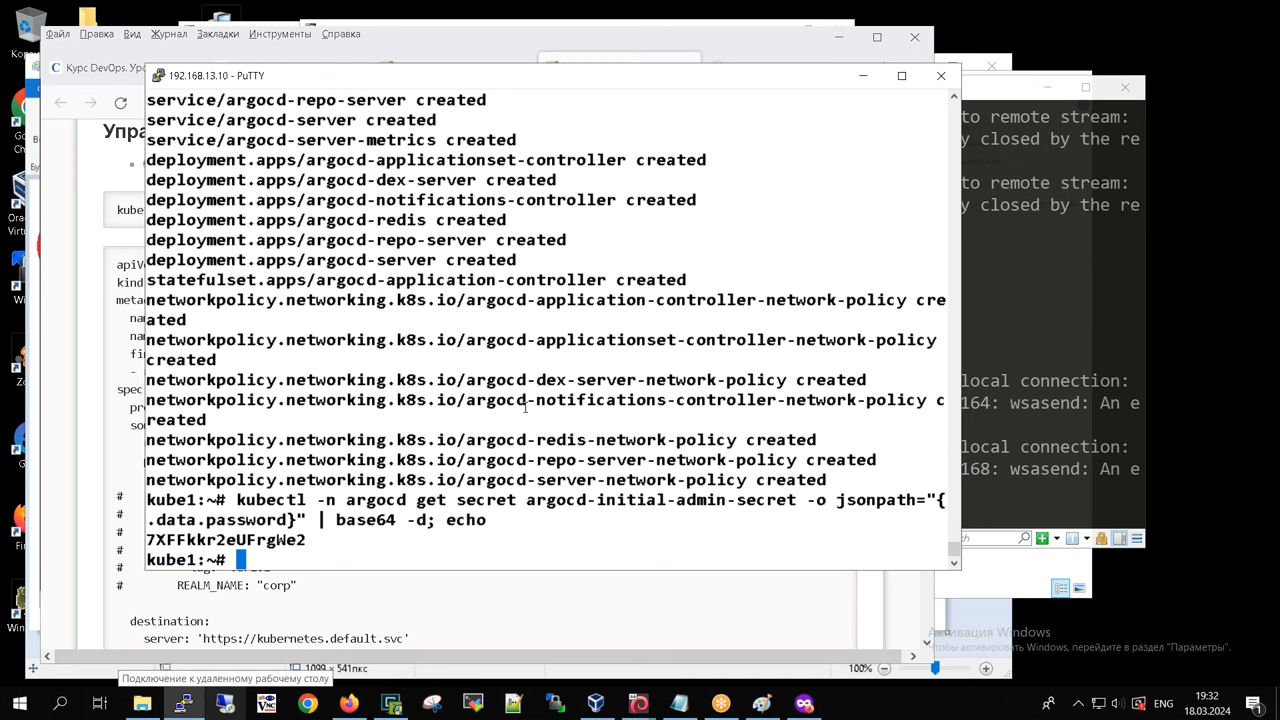 Файл Правка Вид Журнал Закладки Инструменты Справка
Курс DevOps. Уро
192.168.13.10 - PuTTY
Упра
kube
apiV
kind
meta
spec
service/argocd-repo-server created
service/argocd-server created
service/argocd-server-metrics created
deployment.apps/argocd-applicationset-controller created
deployment.apps/argocd-dex-server created
deployment.apps/argocd-notifications-controller created
deployment.apps/argocd-redis created
deployment.apps/argocd-repo-server created
deployment.apps/argocd-server created
statefulset.apps/argocd-application-controller created
networkpolicy.networking.k8s.io/argocd-application-controller-network-policy cre
ated
networkpolicy.networking.k8s.io/argocd-applicationset-controller-network-policy
created
networkpolicy.networking.k8s.io/argocd-dex-server-network-policy created
networkpolicy.networking.k8s.io/argocd-notifications-controller-network-policy c
reated
networkpolicy.networking.k8s.io/argocd-redis-network-policy created
networkpolicy.networking.k8s.io/argocd-repo-server-network-policy created
networkpolicy.networking.k8s.io/argocd-server-network-policy created
kube1:~# kubectl -n argocd get secret argocd-initial-admin-secret -o jsonpath="{
.data.password}" | base64 -d; echo
7XFFkkr2eUFrgWe2
kube1:~#
to remote stream:
y closed by the re
to remote stream:
y closed by the re
local connection:
164: wsasend: An e
local connection:
168: wsasend: An e
# REALM_NAME: "corp"
destination:
server: 'https://kubernetes.default.svc'
1099 × 541пкс
100%
Активация Windows
Чтобы активировать Windows, перейдите в раздел "Параметры".
Подключение к удаленному рабочему столу
ENG
19:32
18.03.2024